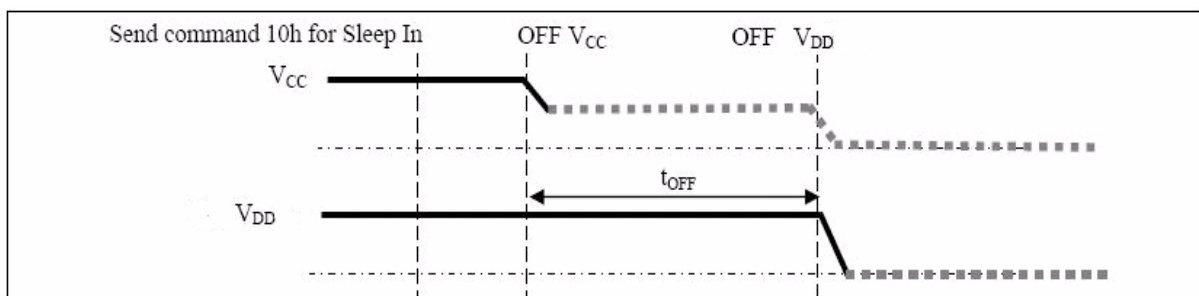 Send command 10h for Sleep In OFF VCC OFF VDD
VCC
tOFF
VDD